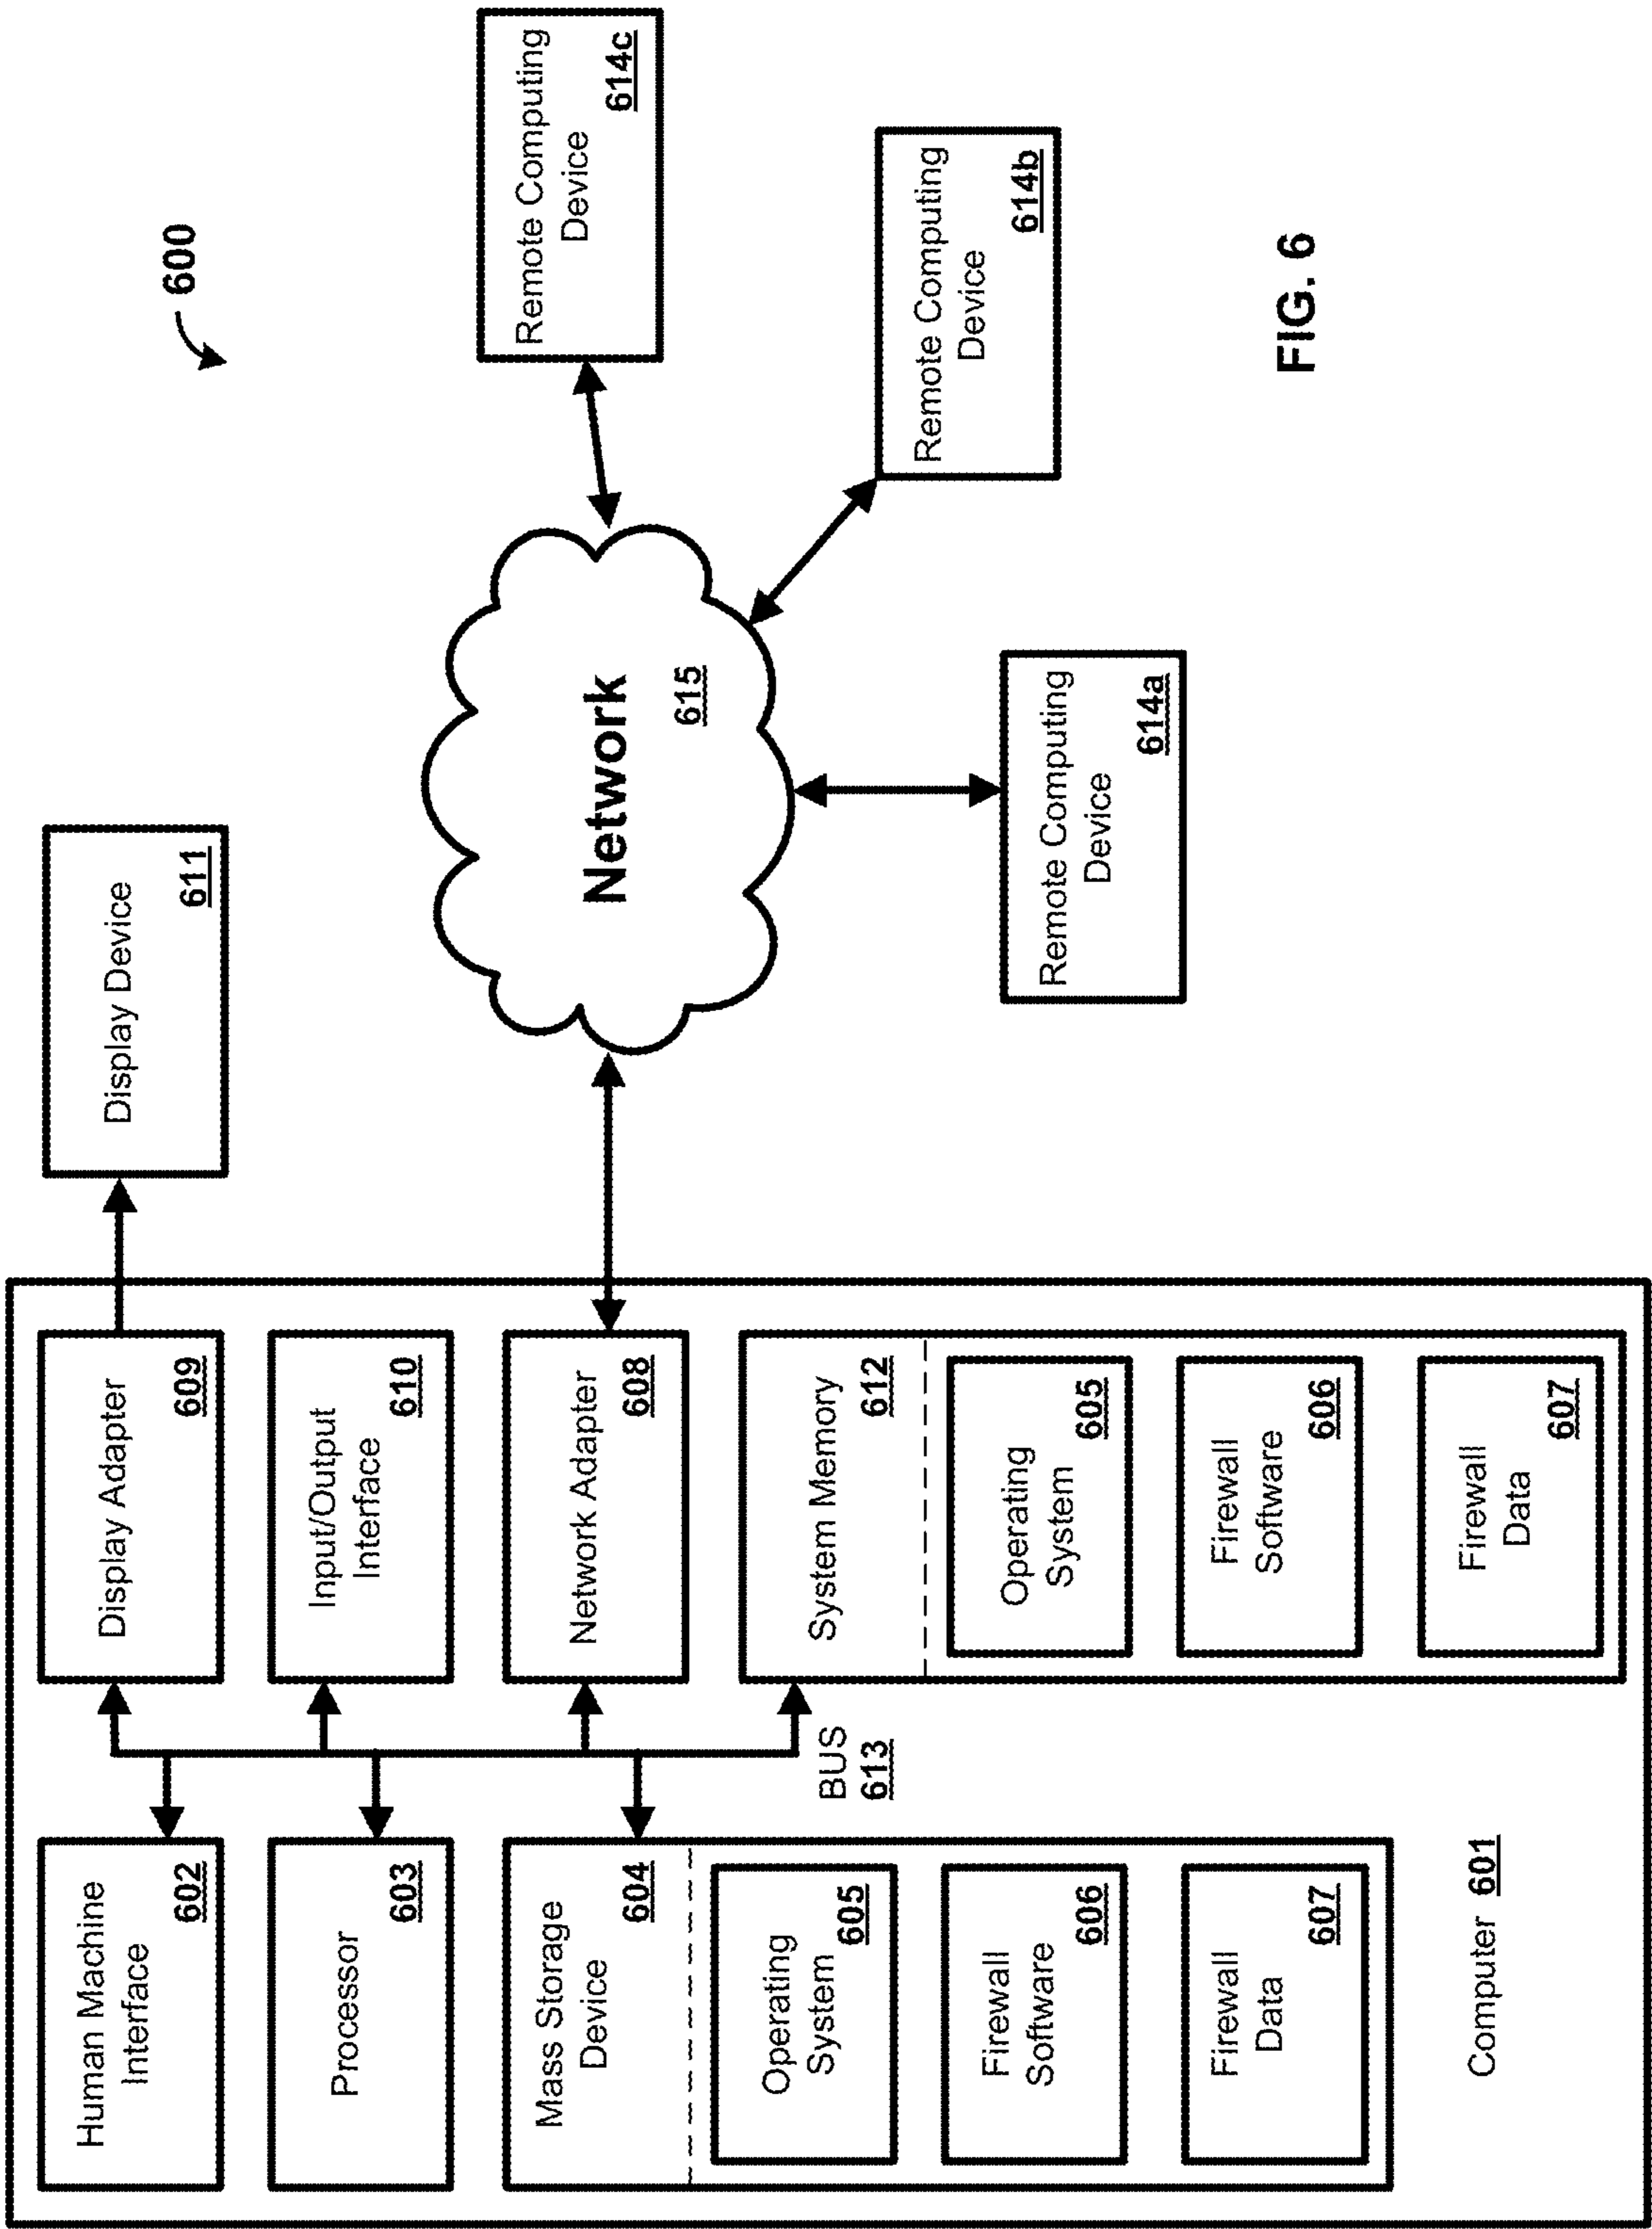 600
Human Machine
Interface
602
Processor
603
Mass Storage
Device
604
Operating
System
605
Firewall
Software
606
Firewall
Data
607
Computer 601
BUS
613
Display Adapter
609
Input/Output
Interface
610
Network Adapter
608
System Memory
612
Operating
System
605
Firewall
Software
606
Firewall
Data
607
Display Device
611
Network
615
Remote Computing
Device
614a
Remote Computing
Device
614b
Remote Computing
Device
614c
FIG. 6